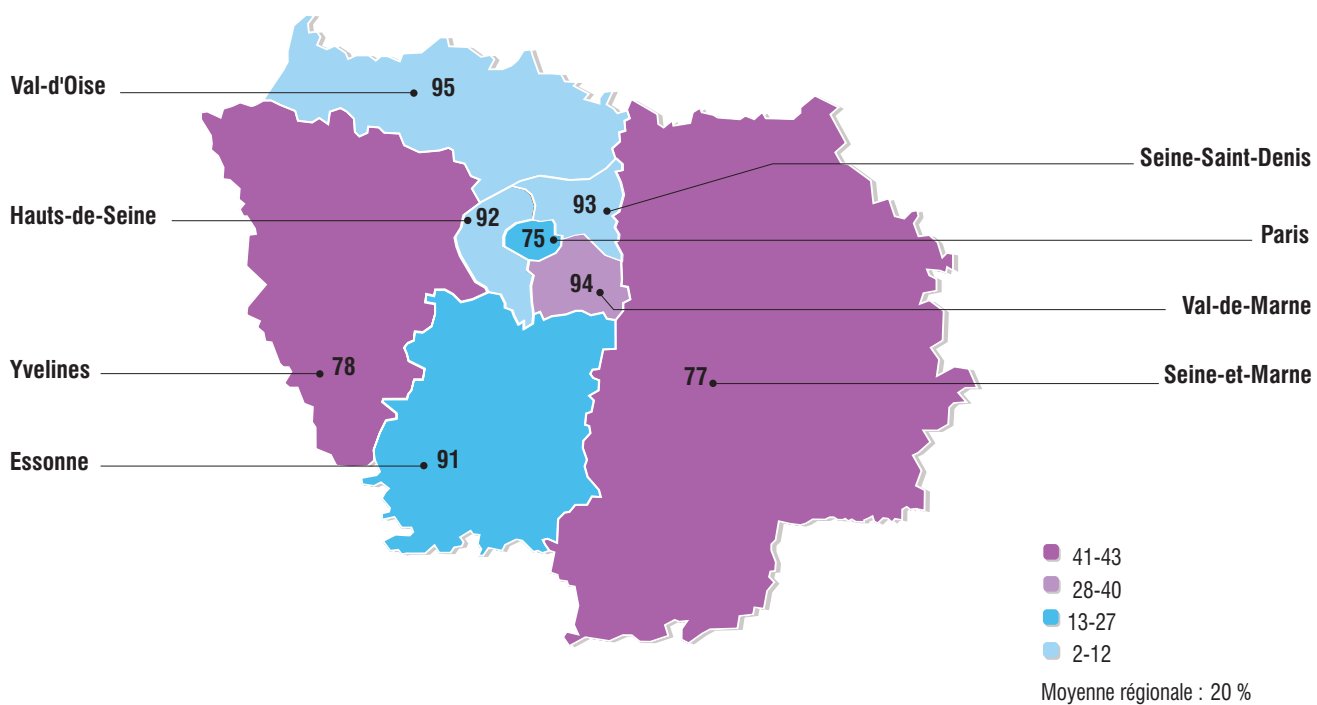 Val-d'Oise
95
Seine-Saint-Denis
Hauts-de-Seine
92
93
75
Paris
94
Val-de-Marne
Yvelines
78
77
Seine-et-Marne
Essonne
91
41-43
28-40
13-27
2-12
Moyenne régionale : 20 %